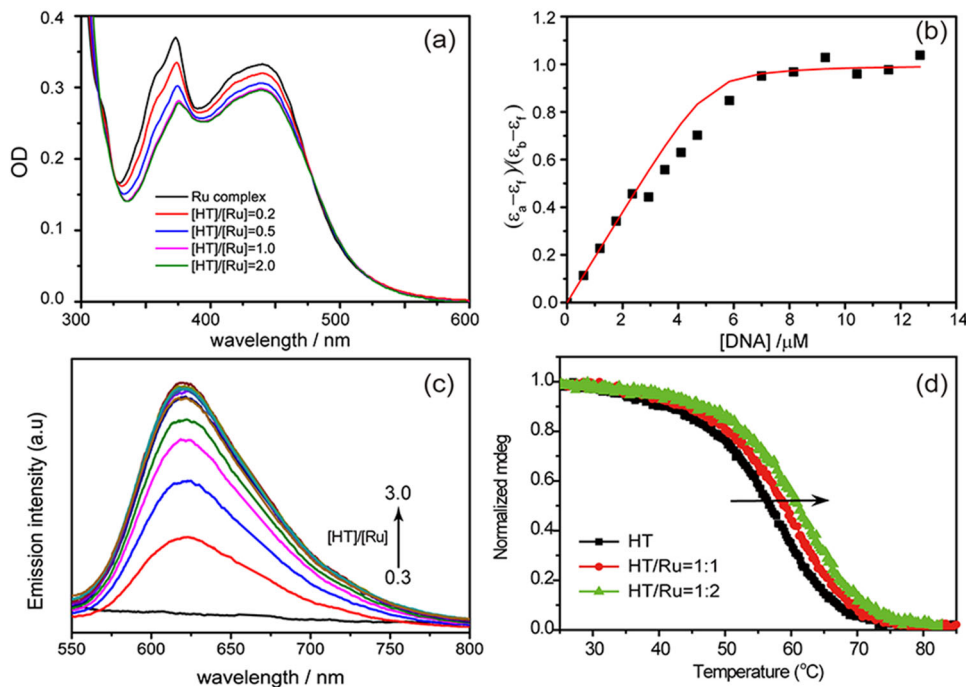 (a)
OD
0.4
0.3
0.2
0.1
0.0
Ru complex
[HT]/[Ru]=0.2
[HT]/[Ru]=0.5
[HT]/[Ru]=1.0
[HT]/[Ru]=2.0
300 400 500 600
wavelength / nm
(b)
(εa−εf)/(εb−εf)
1.2
1.0
0.8
0.6
0.4
0.2
0.0
0 2 4 6 8 10 12 14
[DNA] /μM
(c)
Emission intensity (a.u)
3.0
[HT]/[Ru]
0.3
550 600 650 700 750 800
wavelength / nm
(d)
Normalized mdeg
1.0
0.8
0.6
0.4
0.2
0.0
HT
HT/Ru=1:1
HT/Ru=1:2
30 40 50 60 70 80
Temperature (°C)